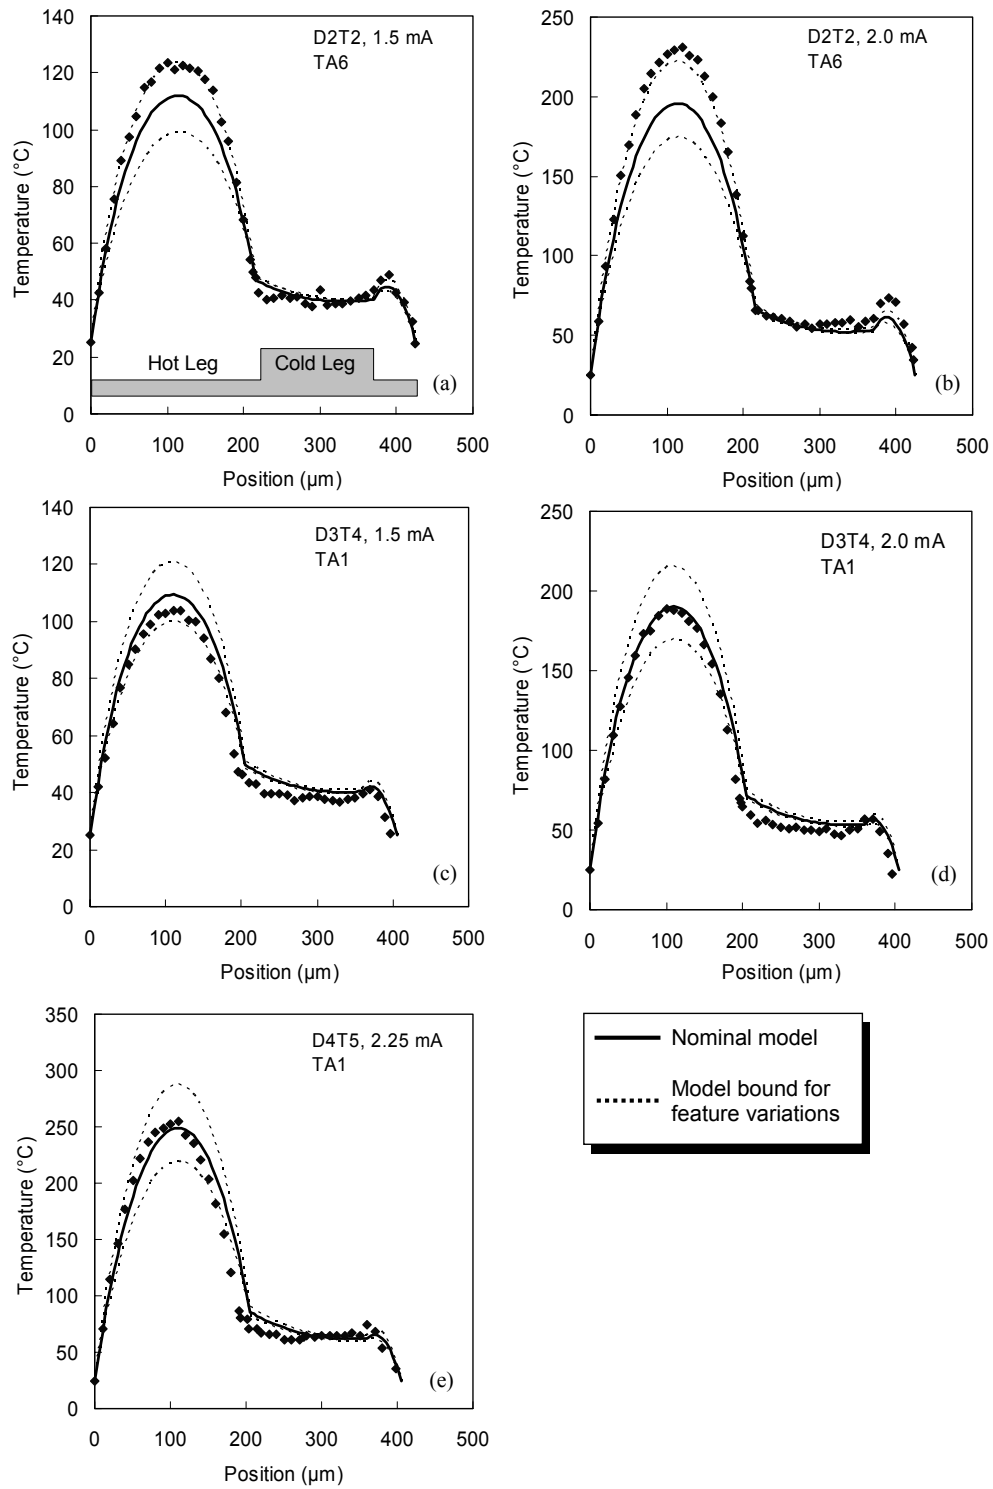 140
120
100
80
60
40
20
0
Temperature (°C)
D2T2, 1.5 mA
TA6
Hot Leg
Cold Leg
(a)
0 100 200 300 400 500
Position (µm)
250
200
150
100
50
0
Temperature (°C)
D2T2, 2.0 mA
TA6
(b)
0 100 200 300 400 500
Position (µm)
140
120
100
80
60
40
20
0
Temperature (°C)
D3T4, 1.5 mA
TA1
(c)
0 100 200 300 400 500
Position (µm)
250
200
150
100
50
0
Temperature (°C)
D3T4, 2.0 mA
TA1
(d)
0 100 200 300 400 500
Position (µm)
350
300
250
200
150
100
50
0
Temperature (°C)
D4T5, 2.25 mA
TA1
(e)
0 100 200 300 400 500
Position (µm)
Nominal model
Model bound for
feature variations